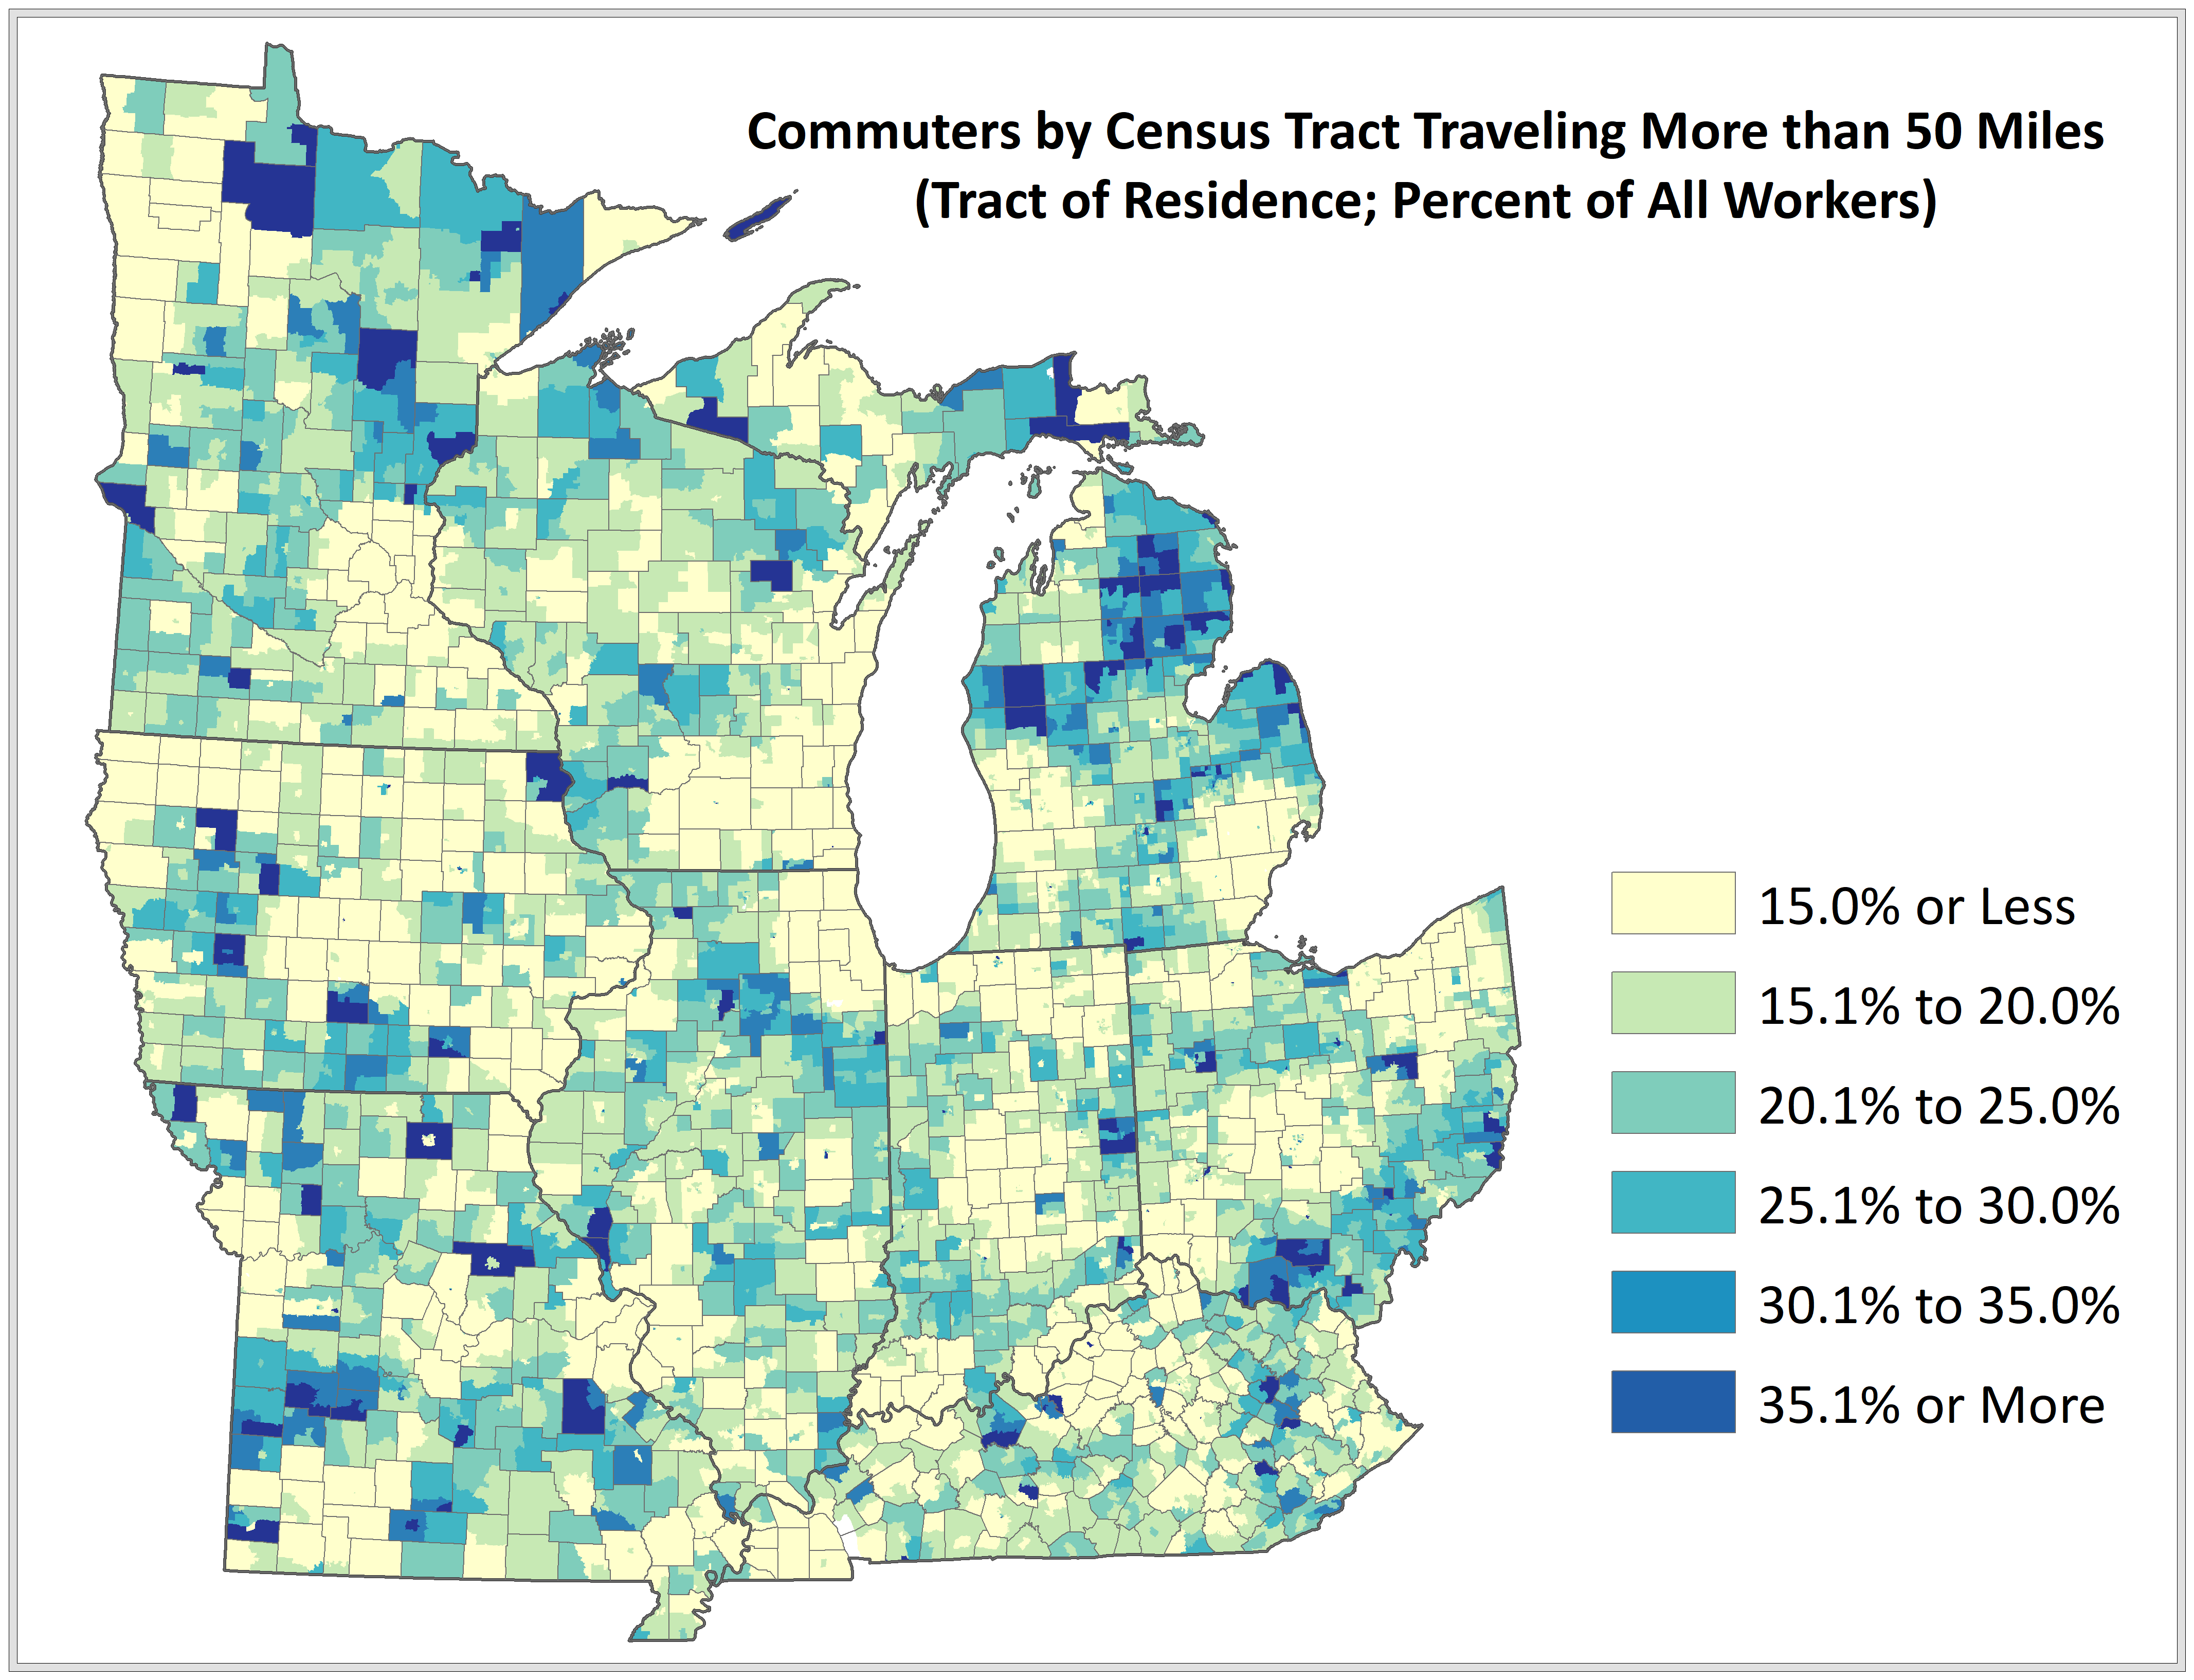 Commuters by Census Tract Traveling More than 50 Miles
(Tract of Residence; Percent of All Workers)
15.0% or Less
15.1% to 20.0%
20.1% to 25.0%
25.1% to 30.0%
30.1% to 35.0%
35.1% or More